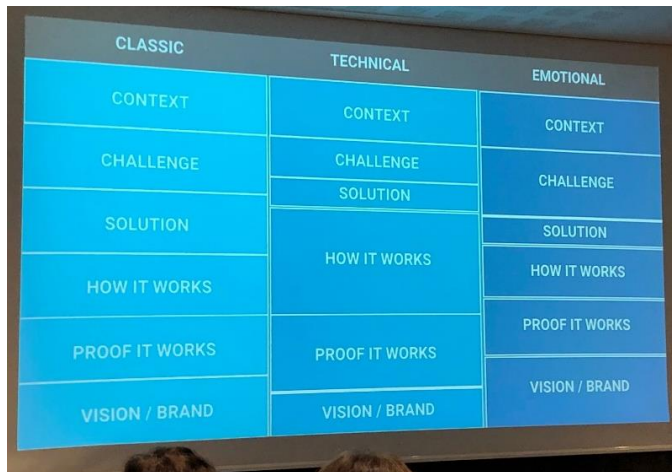 CLASSIC
CONTEXT
CHALLENGE
SOLUTION
HOW IT WORKS
PROOF IT WORKS
VISION / BRAND
TECHNICAL
CONTEXT
CHALLENGE
SOLUTION
HOW IT WORKS
PROOF IT WORKS
VISION / BRAND
EMOTIONAL
CONTEXT
CHALLENGE
SOLUTION
HOW IT WORKS
PROOF IT WORKS
VISION / BRAND